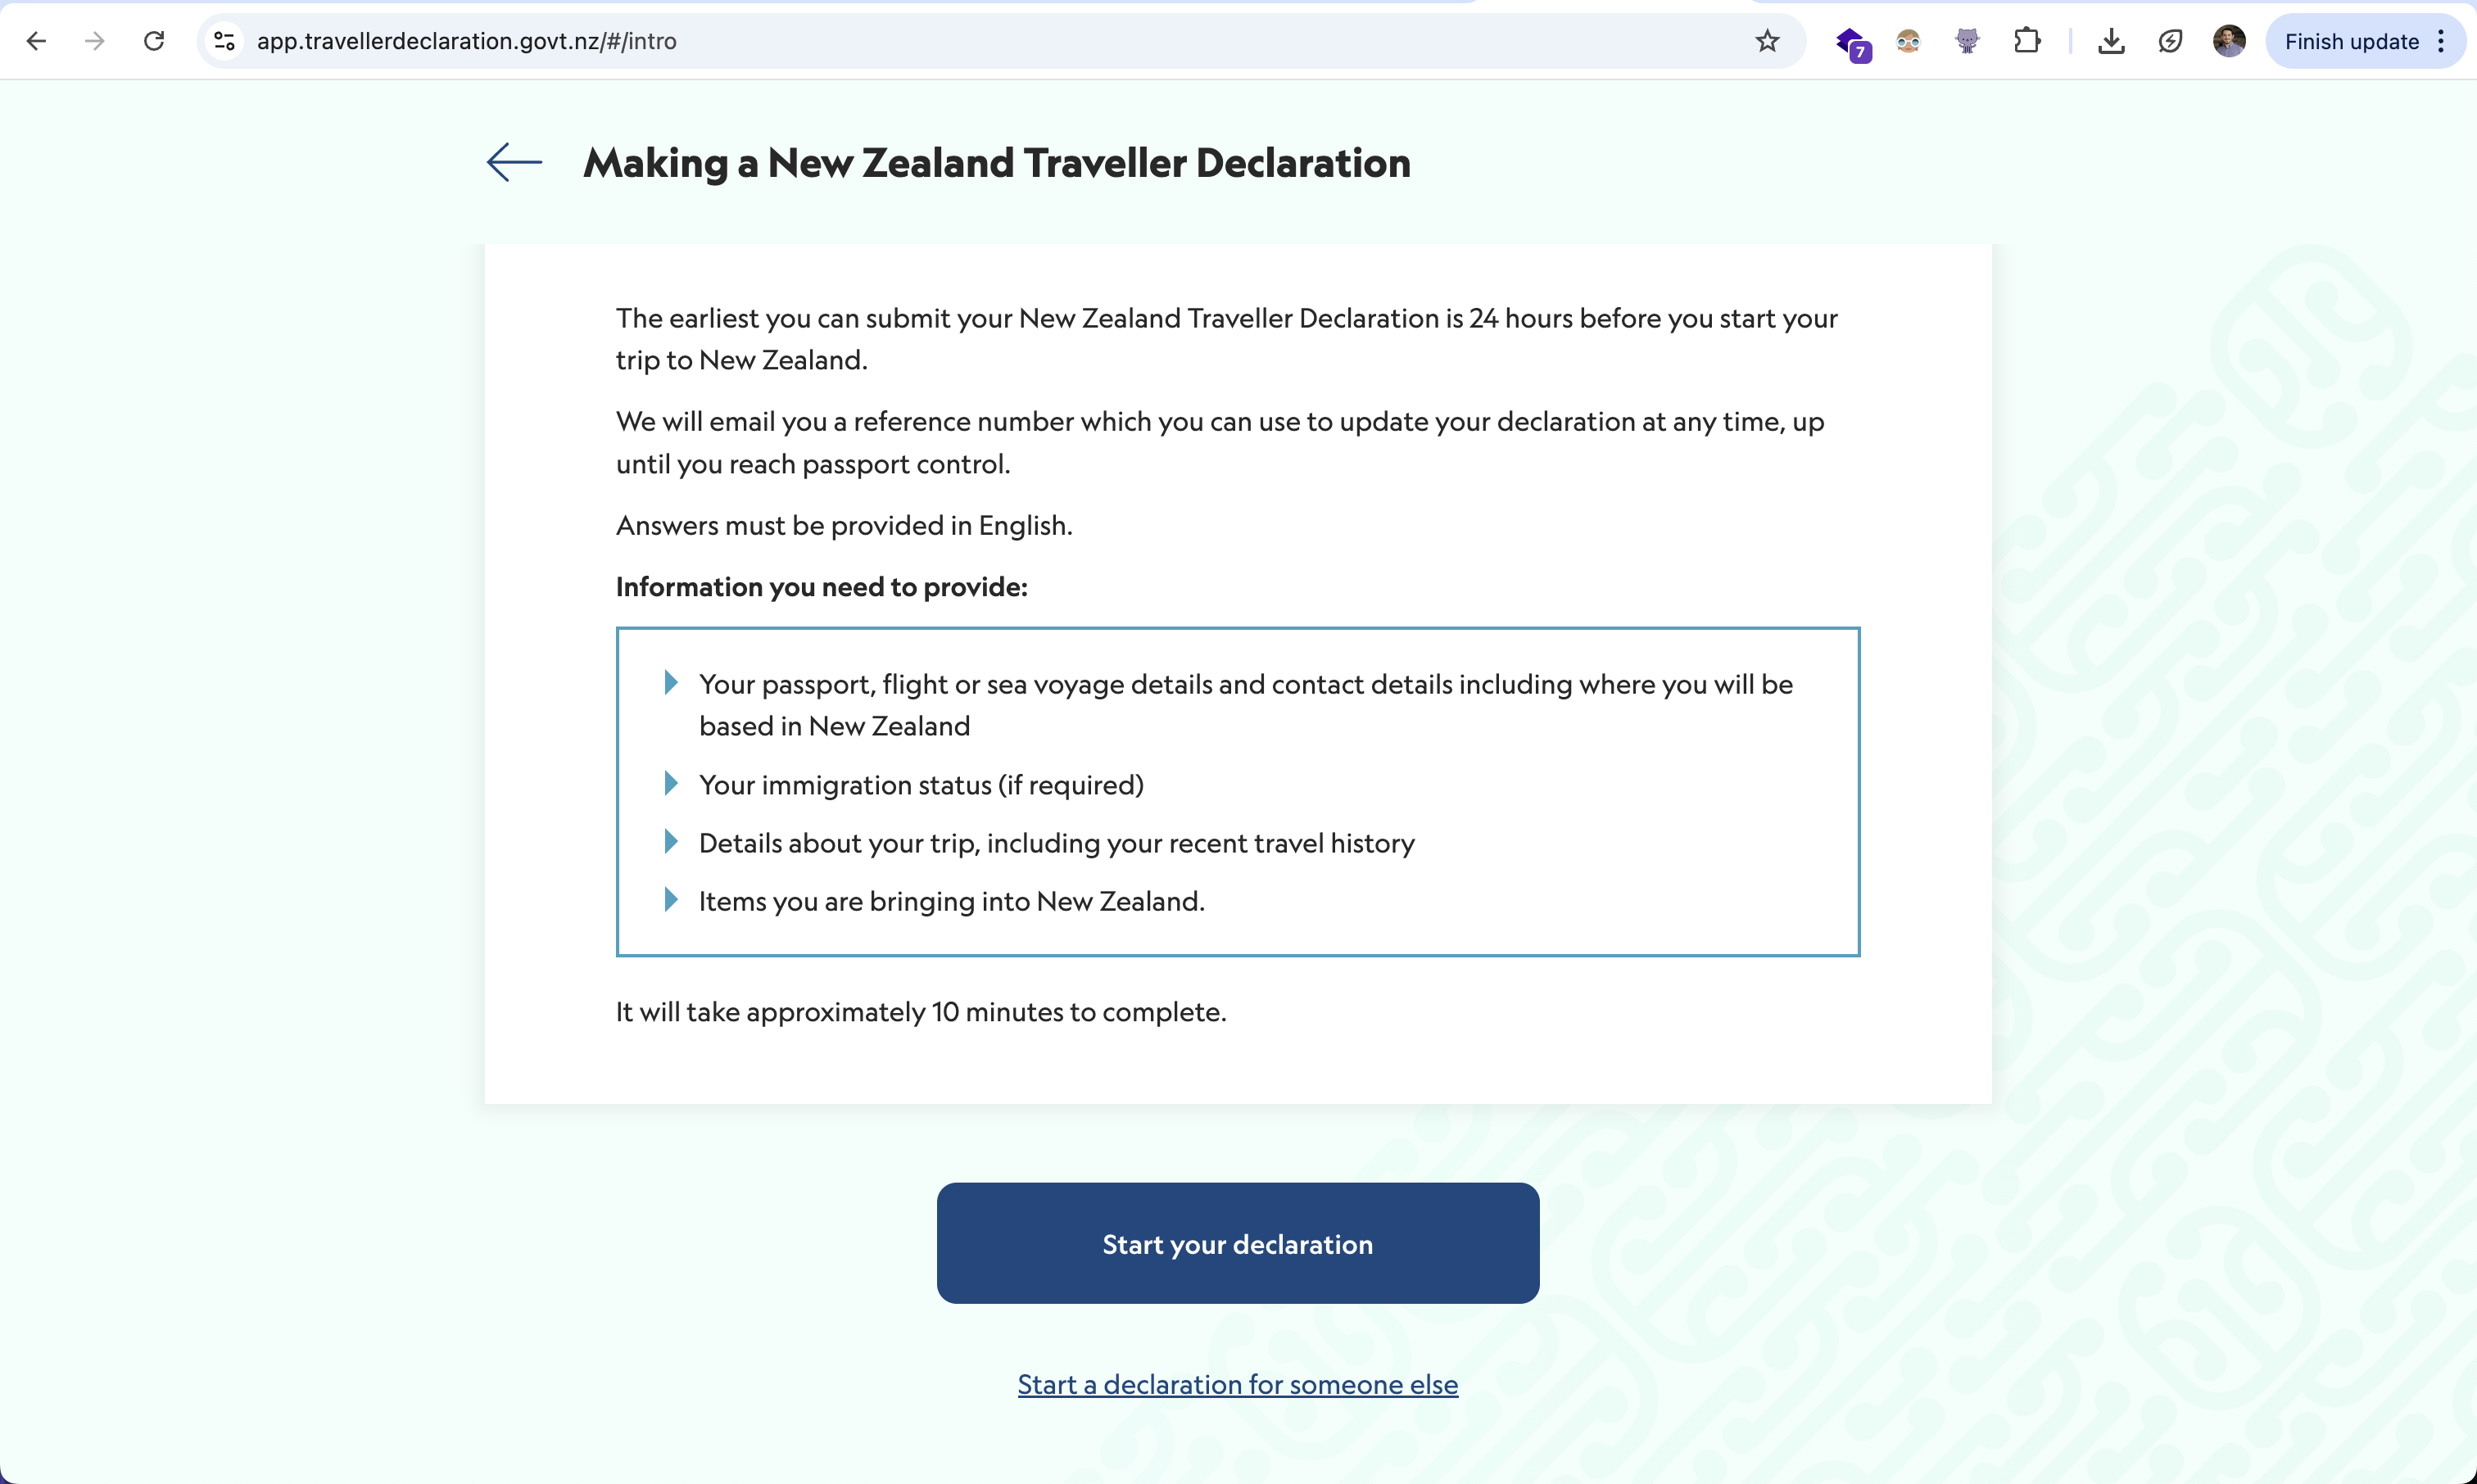 app.travellerdeclaration.govt.nz/#/intro
7
Finish update
Making a New Zealand Traveller Declaration
The earliest you can submit your New Zealand Traveller Declaration is 24 hours before you start your
trip to New Zealand.
We will email you a reference number which you can use to update your declaration at any time, up
until you reach passport control.
Answers must be provided in English.
Information you need to provide:
Your passport, flight or sea voyage details and contact details including where you will be
based in New Zealand
Your immigration status (if required)
Details about your trip, including your recent travel history
Items you are bringing into New Zealand.
It will take approximately 10 minutes to complete.
Start your declaration
Start a declaration for someone else